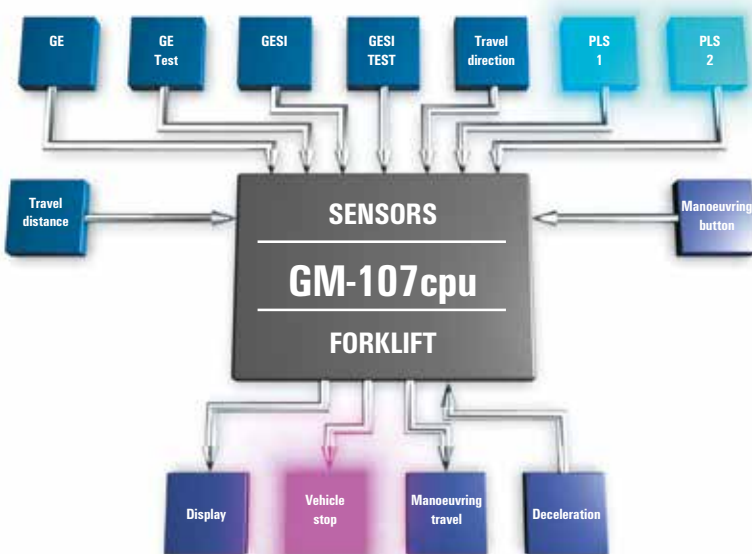 GE
GE
Test
GESI
GESI
TEST
Travel
direction
PLS
1
PLS
2
Travel
distance
SENSORS
GM-107cpu
FORKLIFT
Manoeuvring
button
Display
Vehicle
stop
Manoeuvring
travel
Deceleration